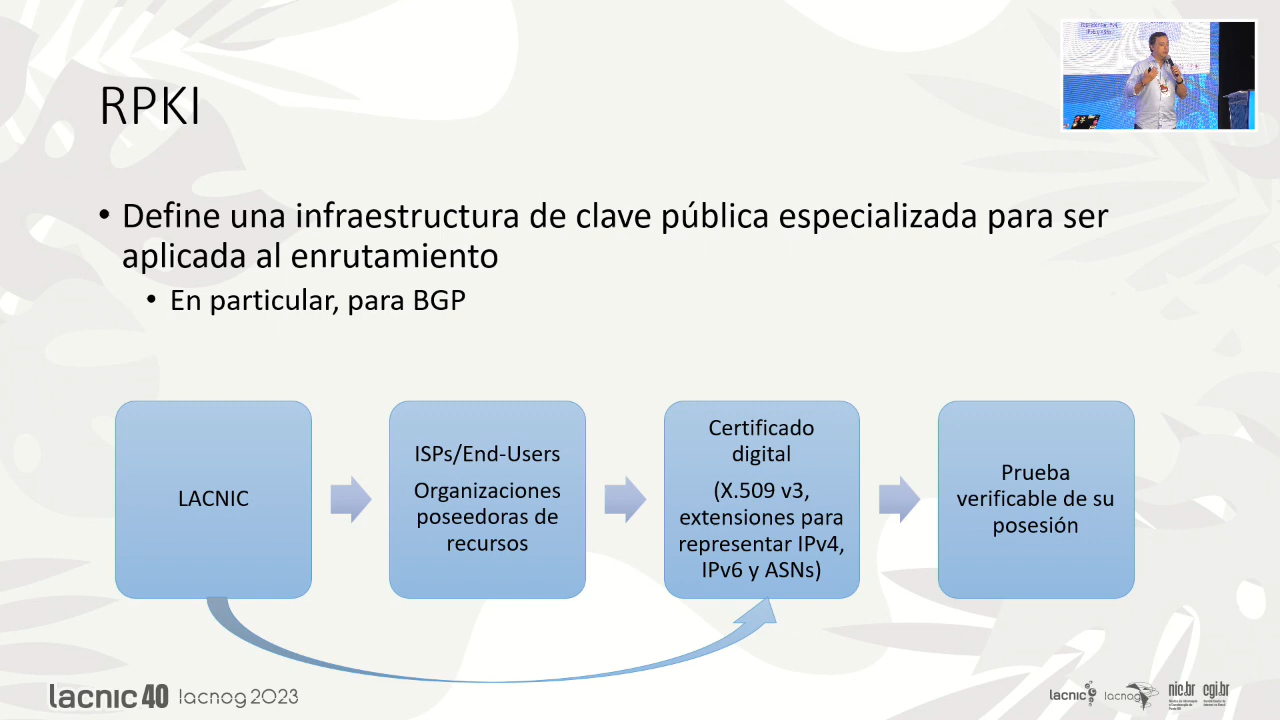 RPKI
• Define una infraestructura de clave pública especializada para ser
aplicada al enrutamiento
• En particular, para BGP
LACNIC
ISPs/End-Users
Organizaciones
poseedoras de
recursos
Certificado
digital
(X.509 v3,
extensiones para
representar IPv4,
IPv6 y ASNs)
Prueba
verificable de su
posesión
lacnic 40 lacnog 2023
lacnic lacnog nic.br cgi.br